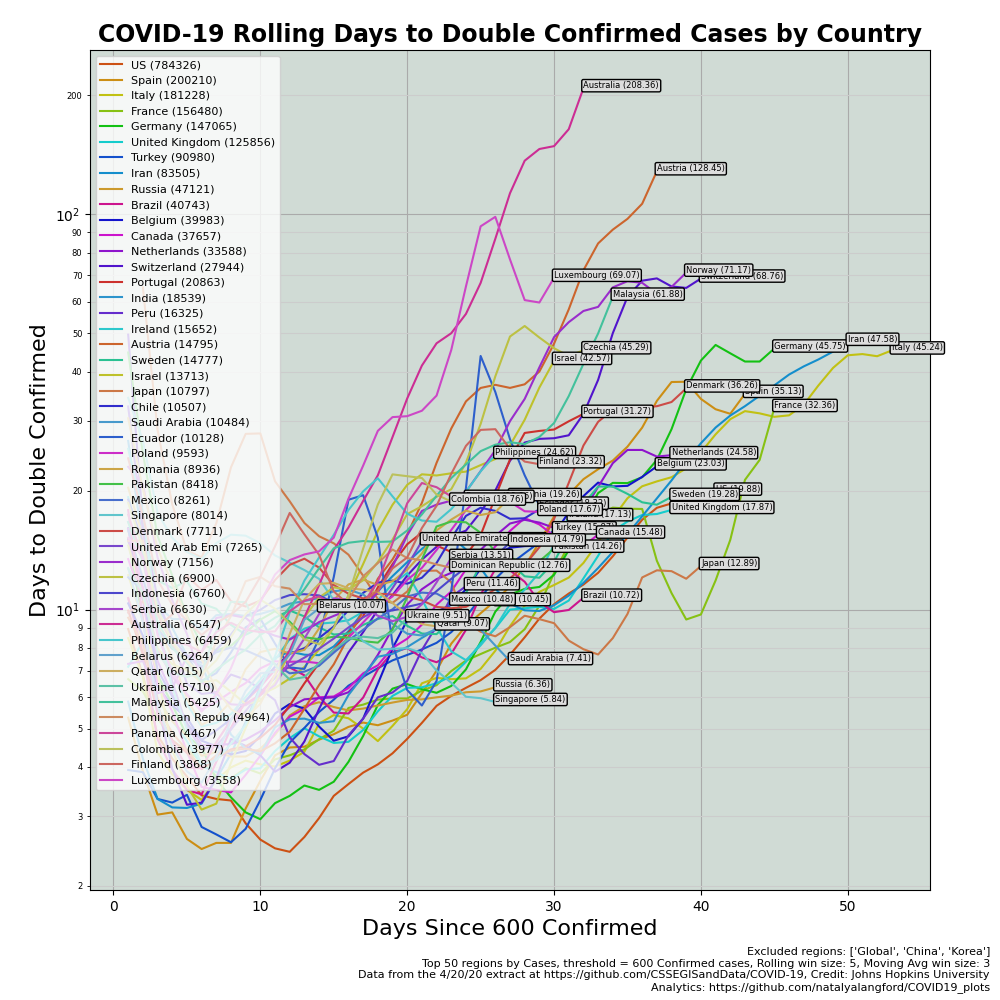 COVID-19 Rolling Days to Double Confirmed Cases by Country
US (784326)
Spain (200210)
Italy (181228)
France (156480)
Germany (147065)
United Kingdom (125856)
Turkey (90980)
Iran (83505)
Russia (47121)
Brazil (40743)
Belgium (39983)
Canada (37657)
Netherlands (33588)
Switzerland (27944)
Portugal (20863)
India (18539)
Peru (16325)
Ireland (15652)
Austria (14795)
Sweden (14777)
Israel (13713)
Japan (10797)
Chile (10507)
Saudi Arabia (10484)
Ecuador (10128)
Poland (9593)
Romania (8936)
Pakistan (8418)
Mexico (8261)
Singapore (8014)
Denmark (7711)
United Arab Emi (7265)
Norway (7156)
Czechia (6900)
Indonesia (6760)
Serbia (6630)
Australia (6547)
Philippines (6459)
Belarus (6264)
Qatar (6015)
Ukraine (5710)
Malaysia (5425)
Dominican Repub (4964)
Panama (4467)
Colombia (3977)
Finland (3868)
Luxembourg (3558)
Australia (208.36)
Austria (128.45)
Luxembourg (69.07)
Norway (71.17)
(68.76)
Malaysia (61.88)
Czechia (45.29)
Israel (42.57)
Germany (45.75)
Iran (47.58)
(45.24)
Denmark (36.26)
(35.13)
France (32.36)
Portugal (31.27)
Philippines (24.62)
Finland (23.32)
Netherlands (24.58)
Belgium (23.03)
Colombia (18.76)
(19.26)
Poland (17.67)
17.13)
Sweden (19.28)
United Kingdom (17.87)
Turkey
Canada (15.48)
(14.26)
United Arab Emirate
Indonesia (14.79)
Serbia (13.51)
Dominican Republic (12.76)
Japan (12.89)
Peru (11.46)
Mexico (10.48)
(10.45)
Brazil (10.72)
Belarus (10.07)
Ukraine (9.51)
(9.07)
Saudi Arabia (7.41)
Russia (6.36)
Singapore (5.84)
200
10²
90
80
70
60
50
40
30
20
10¹
9
8
7
6
5
4
3
2
Days to Double Confirmed
0 10 20 30 40 50
Days Since 600 Confirmed
Excluded regions: ['Global', 'China', 'Korea']
Top 50 regions by Cases, threshold = 600 Confirmed cases, Rolling win size: 5, Moving Avg win size: 3
Data from the 4/20/20 extract at https://github.com/CSSEGISandData/COVID-19, Credit: Johns Hopkins University
Analytics: https://github.com/natalyalangford/COVID19_plots